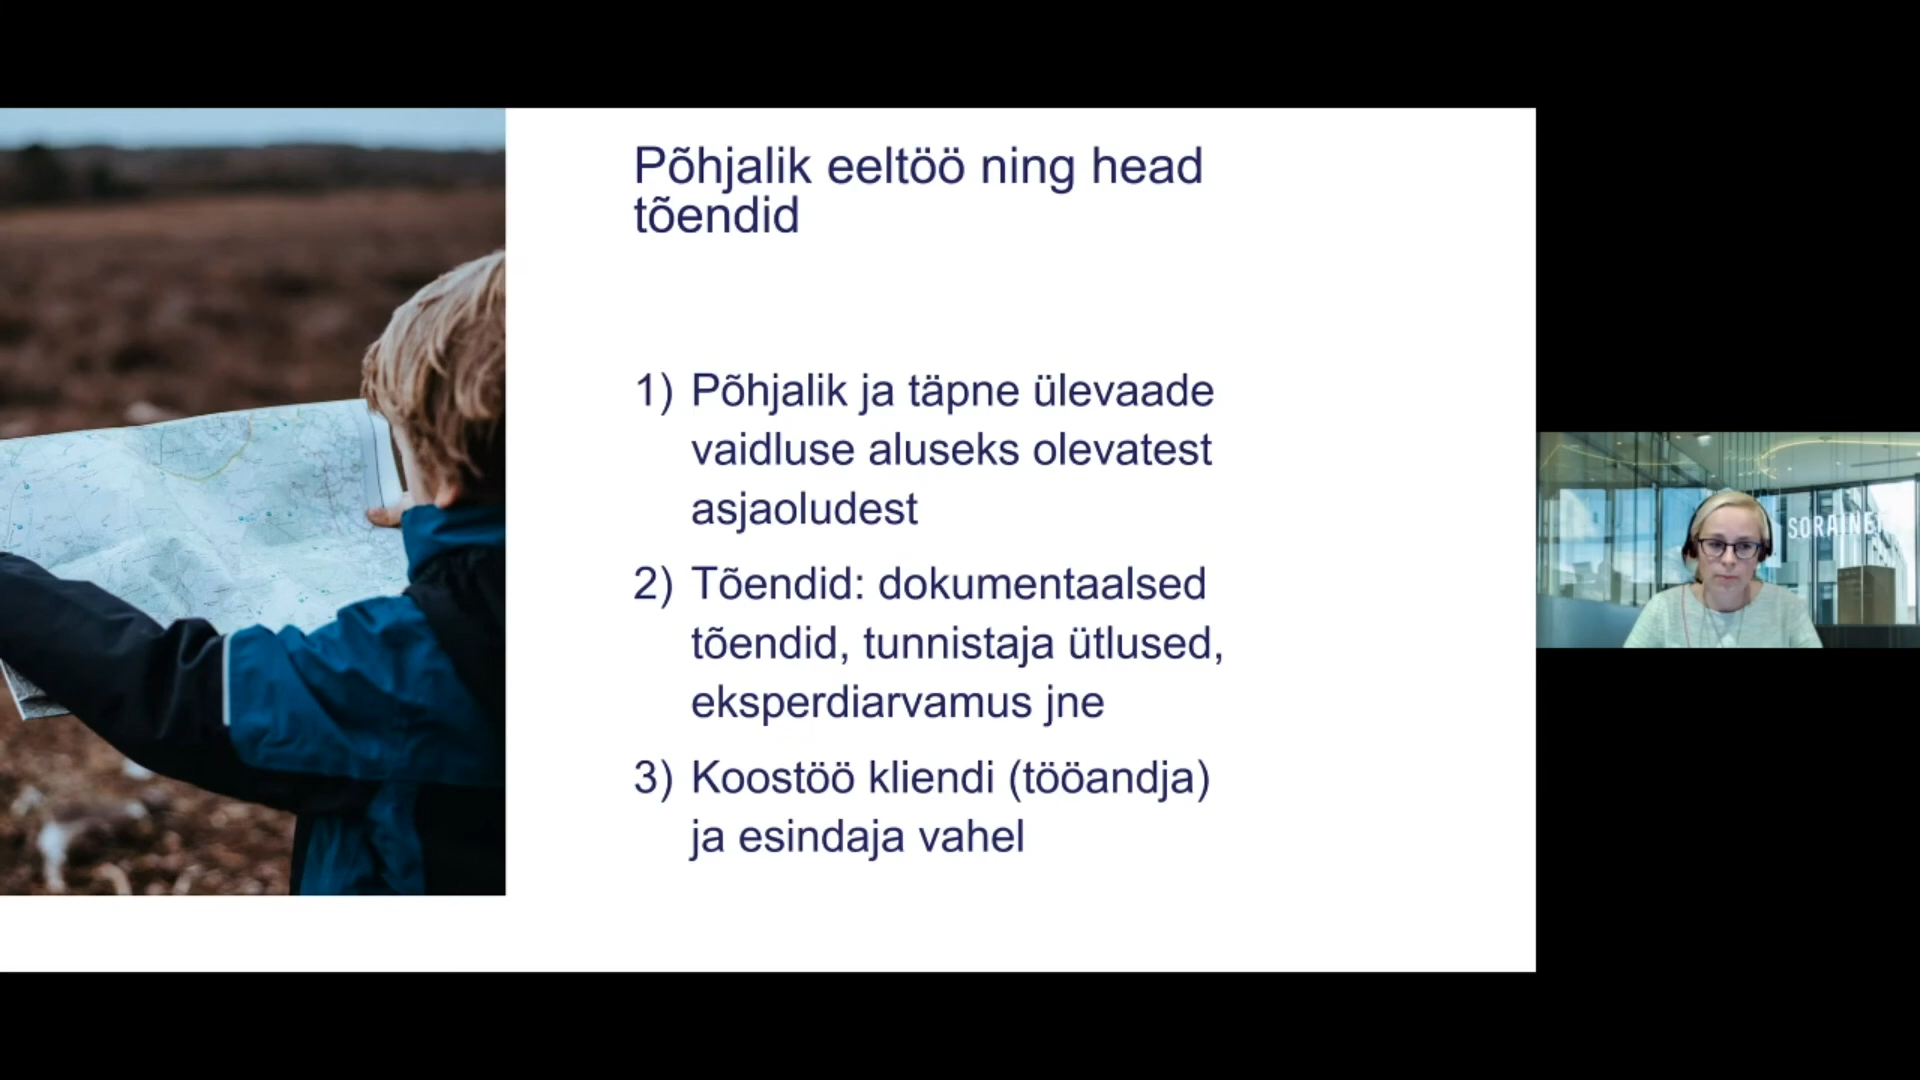 Põhjalik eeltöö ning head
tõendid
1) Põhjalik ja täpne ülevaade
vaidluse aluseks olevatest
asjaoludest
2) Tõendid: dokumentaalsed
tõendid, tunnistaja ütlused,
eksperdiarvamus jne
3) Koostöö kliendi (tööandja)
ja esindaja vahel
SORAINEN